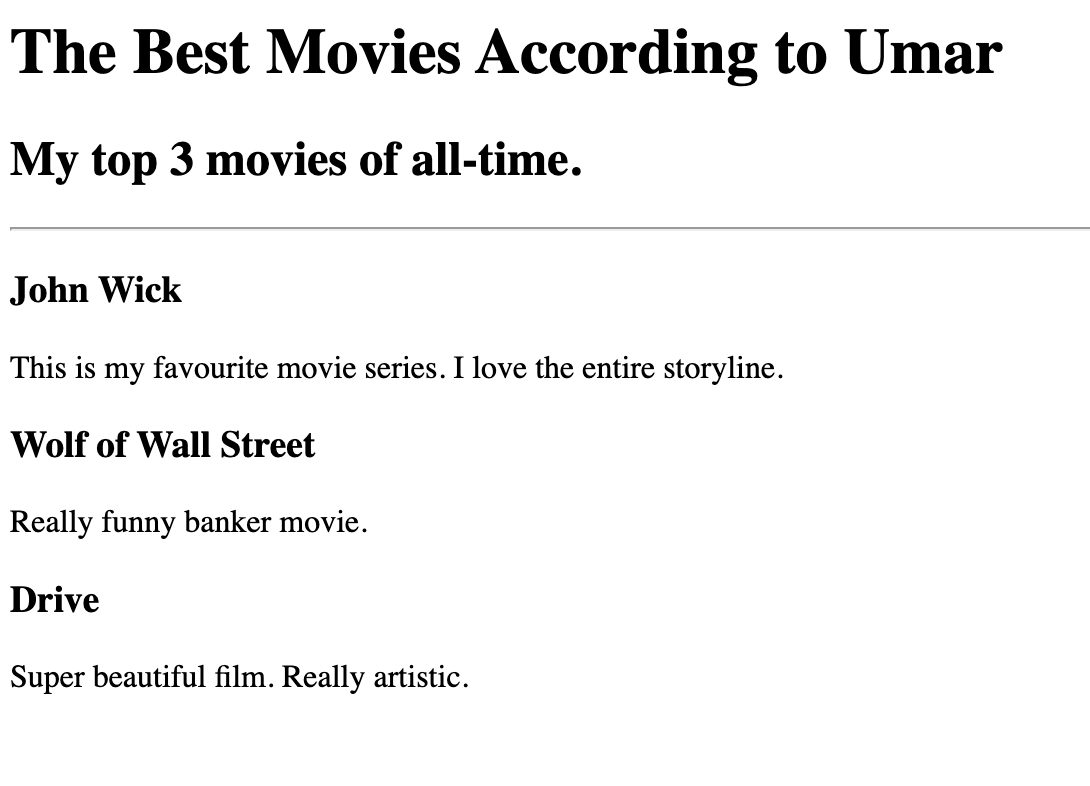 The Best Movies According to Umar
My top 3 movies of all-time.
John Wick
This is my favourite movie series. I love the entire storyline.
Wolf of Wall Street
Really funny banker movie.
Drive
Super beautiful film. Really artistic.